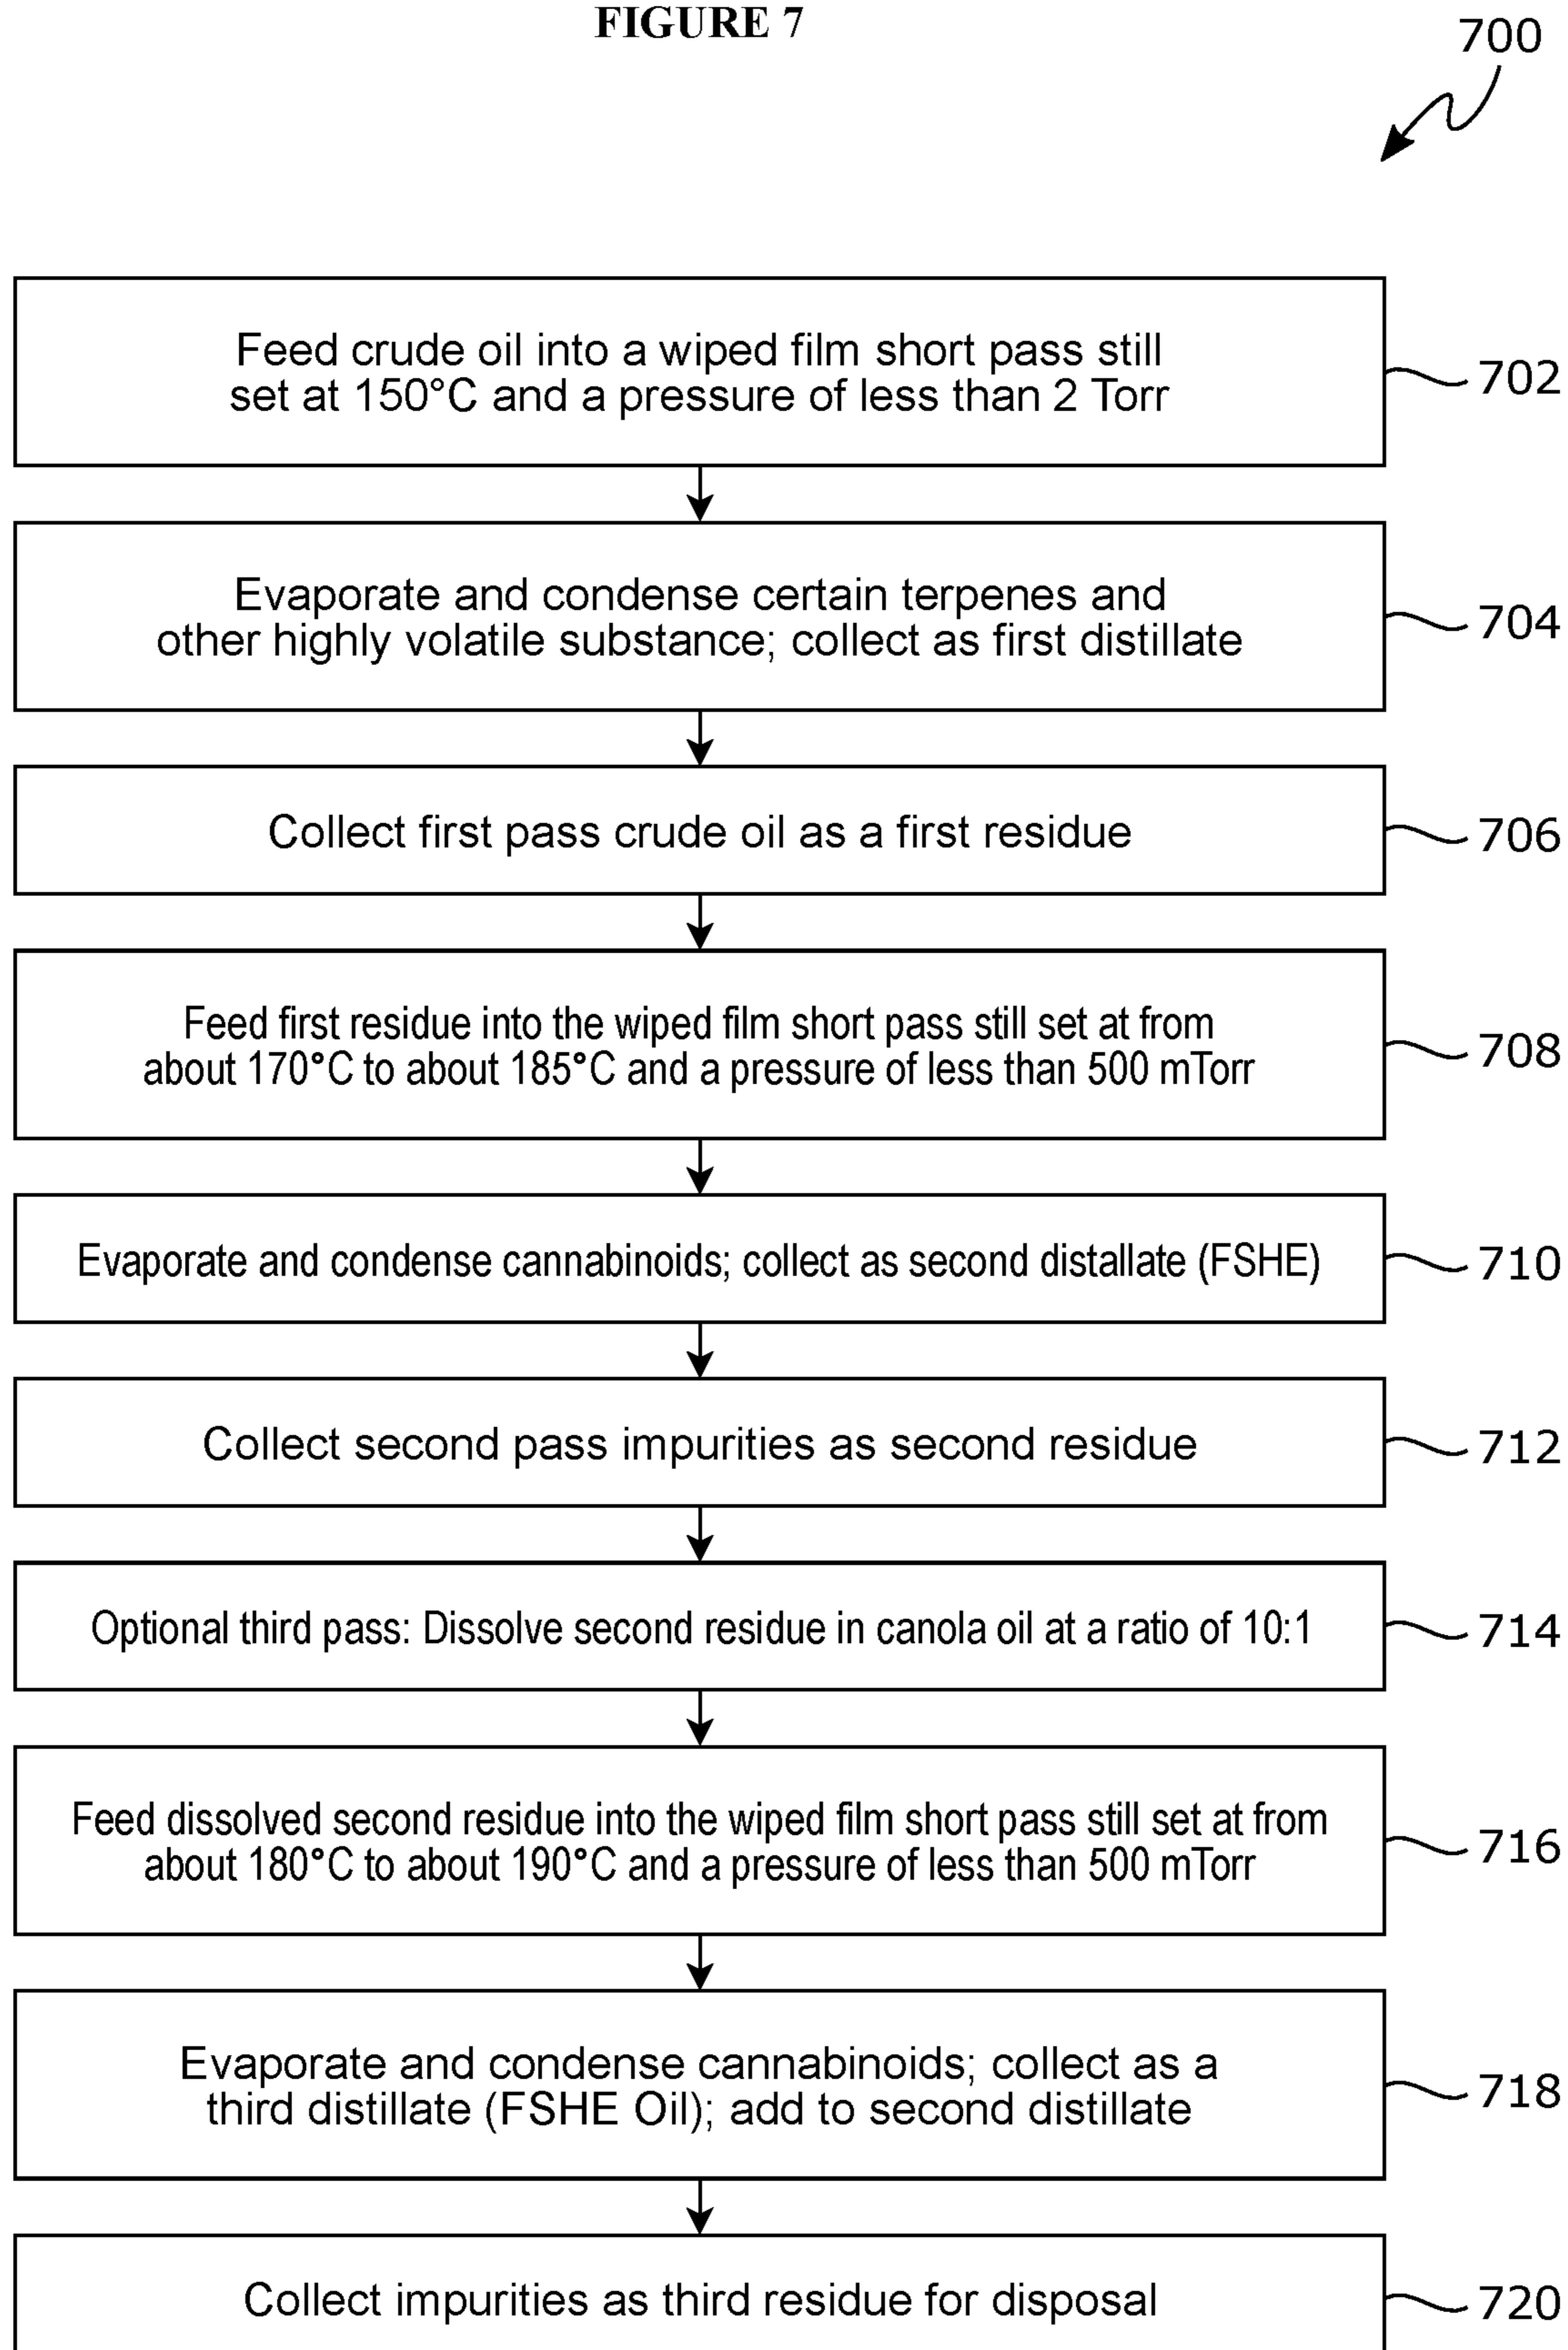 FIGURE 7
700
Feed crude oil into a wiped film short pass still
set at 150°C and a pressure of less than 2 Torr
702
Evaporate and condense certain terpenes and
other highly volatile substance; collect as first distillate
704
Collect first pass crude oil as a first residue
706
Feed first residue into the wiped film short pass still set at from
about 170°C to about 185°C and a pressure of less than 500 mTorr
708
Evaporate and condense cannabinoids; collect as second distallate (FSHE)
710
Collect second pass impurities as second residue
712
Optional third pass: Dissolve second residue in canola oil at a ratio of 10:1
714
Feed dissolved second residue into the wiped film short pass still set at from
about 180°C to about 190°C and a pressure of less than 500 mTorr
716
Evaporate and condense cannabinoids; collect as a
third distillate (FSHE Oil); add to second distillate
718
Collect impurities as third residue for disposal
720